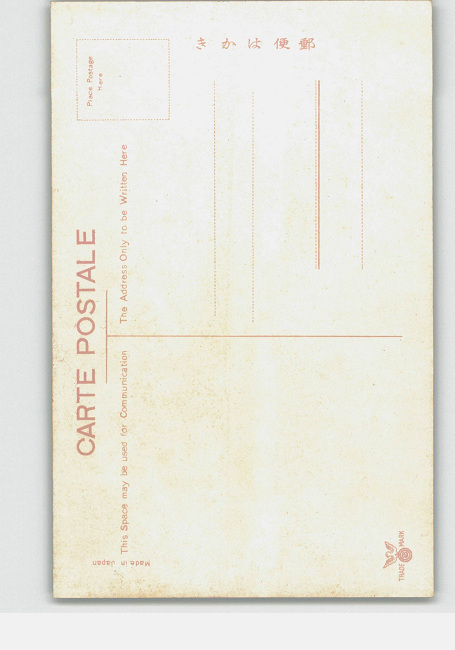 きかは便郵
Place Postage
Here
CARTE POSTALE
This Space may be used for Communication
The Address Only to be Written Here
Made in Japan
TRADE MARK